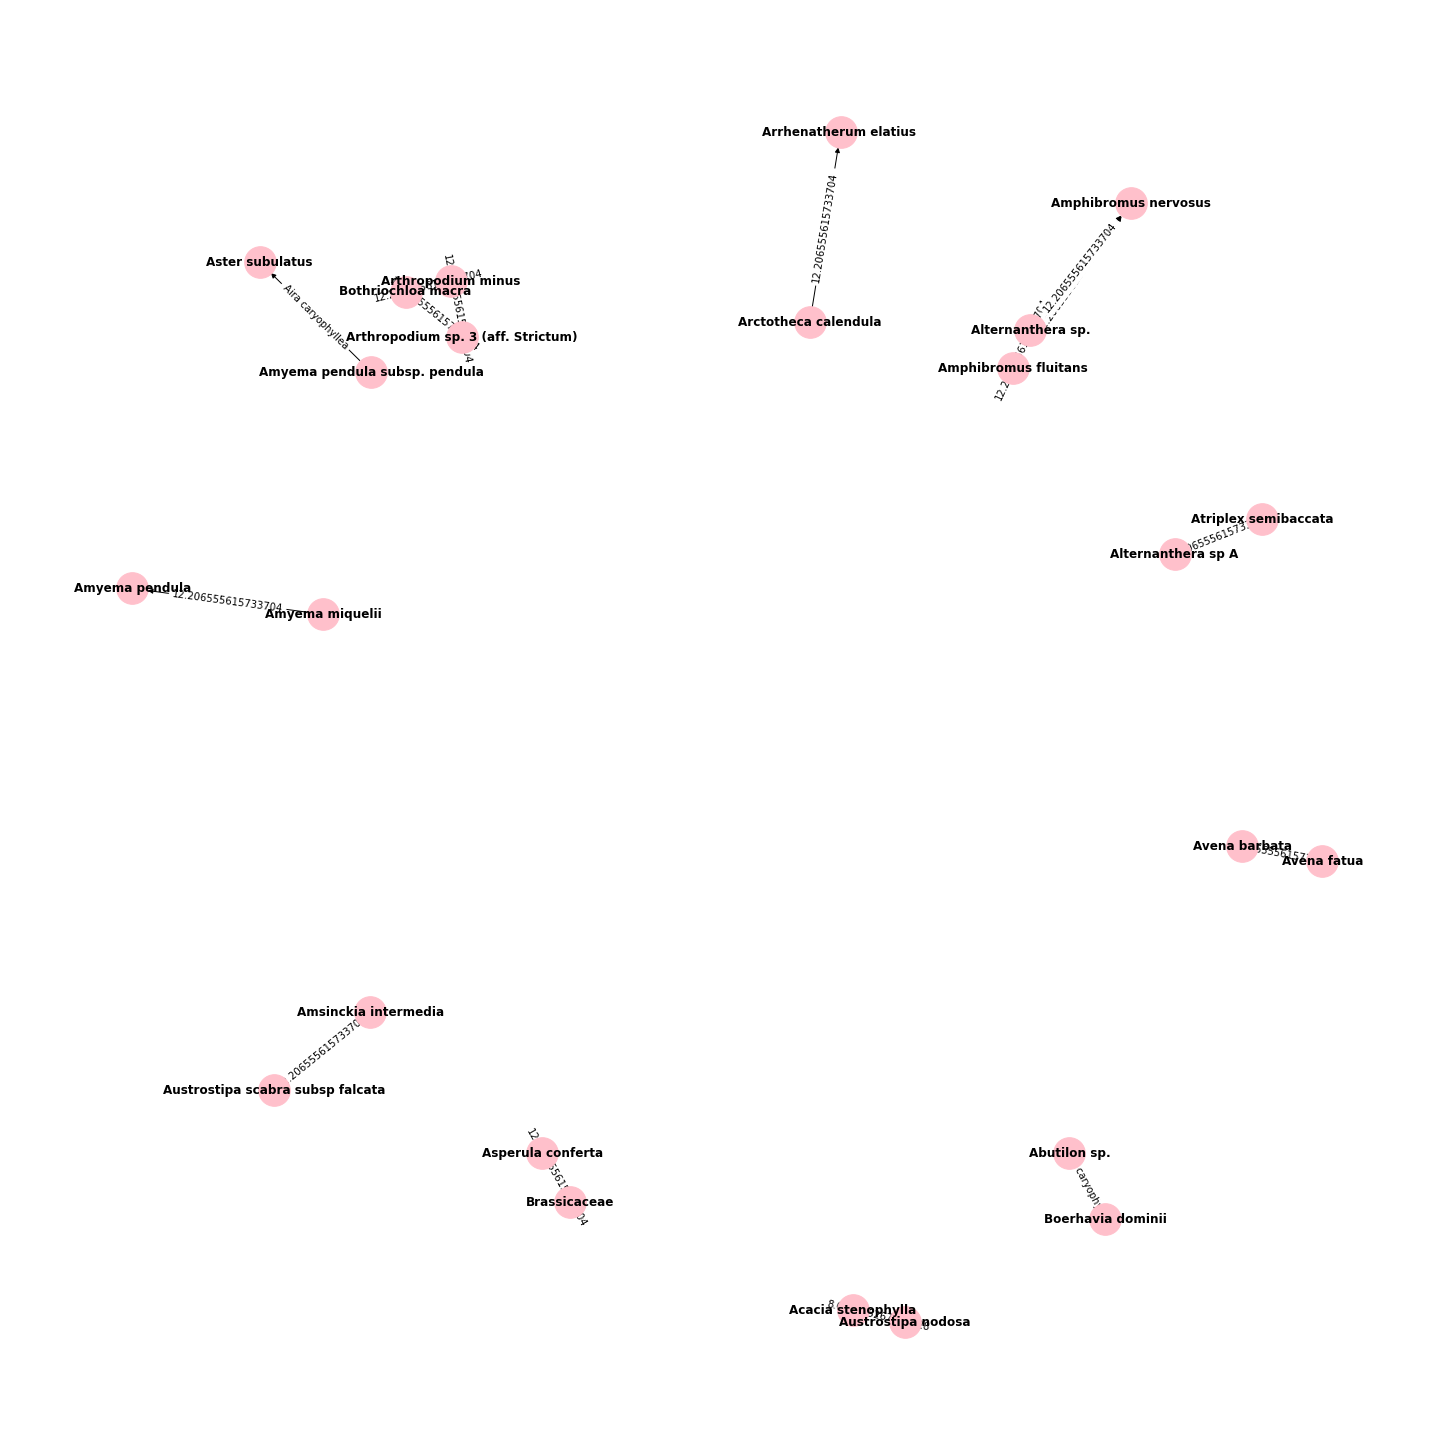 Arrhenatherum elatius
12.206555615733704
Arctotheca calendula
Amphibromus nervosus
12.206555615733704
Alternanthera sp.
Amphibromus fluitans
Aster subulatus
Aira caryophyllea
Amyema pendula subsp. pendula
Arthropodium minus
Bothriochloa macra
Arthropodium sp. 3 (aff. Strictum)
Atriplex semibaccata
Alternanthera sp A
Amyema pendula
12.206555615733704
Amyema miquelii
Avena barbata
Avena fatua
Amsinckia intermedia
Austrostipa scabra subsp falcata
Asperula conferta
Brassicaceae
Abutilon sp.
Boerhavia dominii
Acacia stenophylla
Austrostipa nodosa